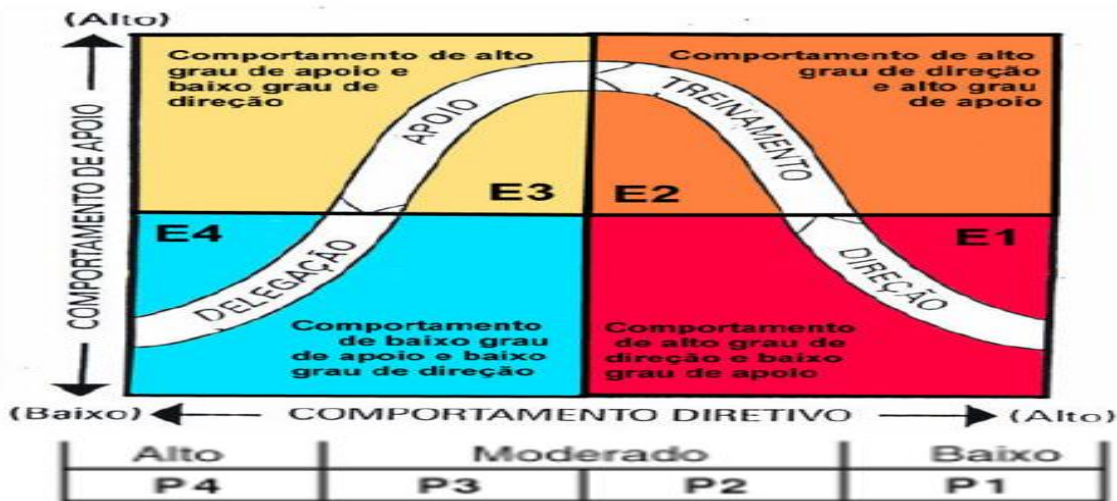 (Alto)
COMPORTAMENTO DE APOIO
(Baixo)
Comportamento de alto
grau de apoio e
baixo grau de
direção
APOIO
E3
Comportamento de alto
grau de direção
e alto grau
de apoio
TREINAMENTO
E2
E4
DELEGAÇÃO
Comportamento
de baixo grau
de apoio e baixo
grau de direção
E1
DIREÇÃO
Comportamento
de alto grau de
direção e baixo
grau de apoio
COMPORTAMENTO DIRETIVO
(Alto)
Alto Moderado Baixo
P4 P3 P2 P1